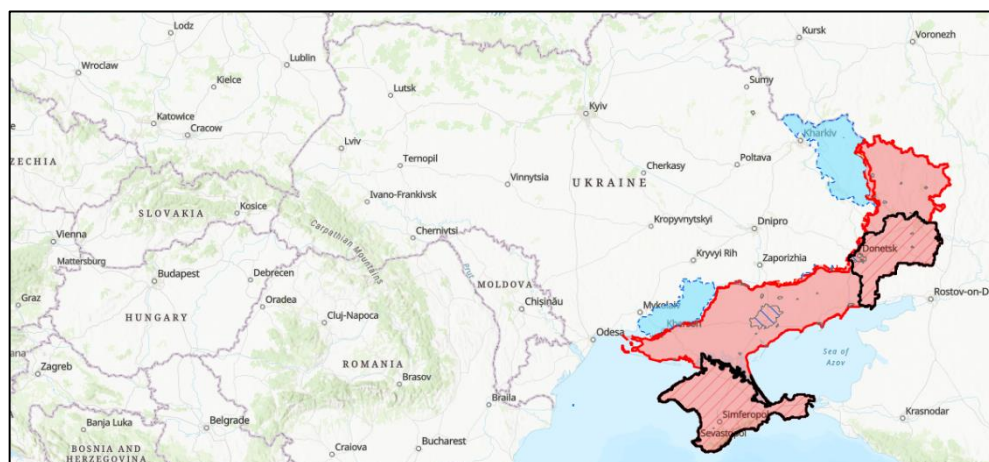 Lodz
Kursk
Voronezh
Wroclaw
Lublin
Kielce
Lutsk
Sumy
Kyiv
Katowice
Cracow
Kharkiv
Lviv
ZECHIA
Ternopil
Cherkasy
Poltava
Vinnytsia
UKRAINE
Ivano-Frankivsk
SLOVAKIA
Kosice
Kropyvnytskyi
Dnipro
Vienna
Carpathian Mountains
Chernivtsi
Donetsk
Mattersburg
Kryvyi Rih
Zaporizhia
Budapest
Debrecen
Prut
MOLDOVA
Graz
Oradea
Chișinău
Mykolaiv
Rostov-on-D
HUNGARY
Cluj-Napoca
Kherson
Odesa
Sea of
Azov
ana
Zagreb
ROMANIA
Brasov
Braila
Simferopol
Krasnodar
Banja Luka
Belgrade
Sevastopol
BOSNIA AND
HERZEGOVINA
Craiova
Bucharest